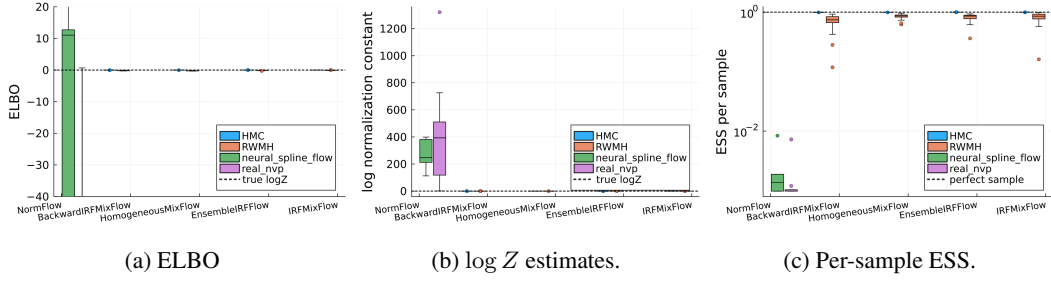 ELBO
20
10
0
−10
−20
−30
−40
HMC
RWMH
neural_spline_flow
real_nvp
true logZ
NormFlow
BackwardIRFMixFlow
HomogeneousMixFlow
EnsembleIRFFlow
IRFMixFlow
(a) ELBO
log normalization constant
1200
1000
800
600
400
200
0
HMC
RWMH
neural_spline_flow
real_nvp
true logZ
NormFlow
BackwardIRFMixFlow
HomogeneousMixFlow
EnsembleIRFFlow
IRFMixFlow
(b) log Z estimates.
ESS per sample
10⁰
10⁻²
HMC
RWMH
neural_spline_flow
real_nvp
perfect sample
NormFlow
BackwardIRFMixFlow
HomogeneousMixFlow
EnsembleIRFFlow
IRFMixFlow
(c) Per-sample ESS.